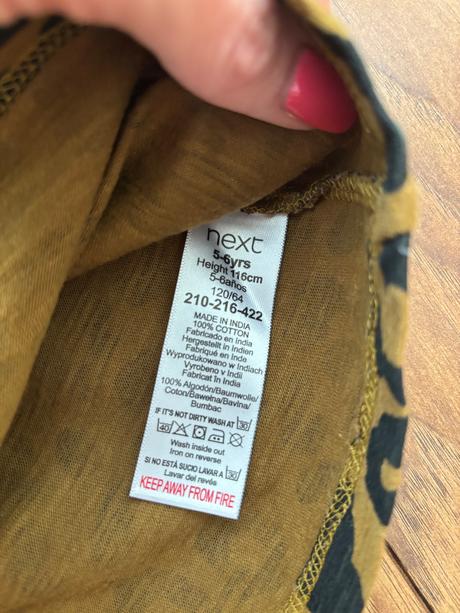 next
5-6yrs
Height 116cm
5-6años
120/64
210-216-422
MADE IN INDIA
100% COTTON
Fabricado en Indio
Hergestellt in Indien
Fabriqué en Inde
Wyprodukowano w Indiach
Vyrobeno v Indii
Fabricat în India
100% Algodón/Baumwolle/
Coton/Bawełna/Bavlna/
Bumbac
IF IT'S NOT DIRTY WASH AT 30
40
Wash inside out
Iron on reverse
SI NO ESTÁ SUCIO LAVAR A 30
Lavar del revés
KEEP AWAY FROM FIRE